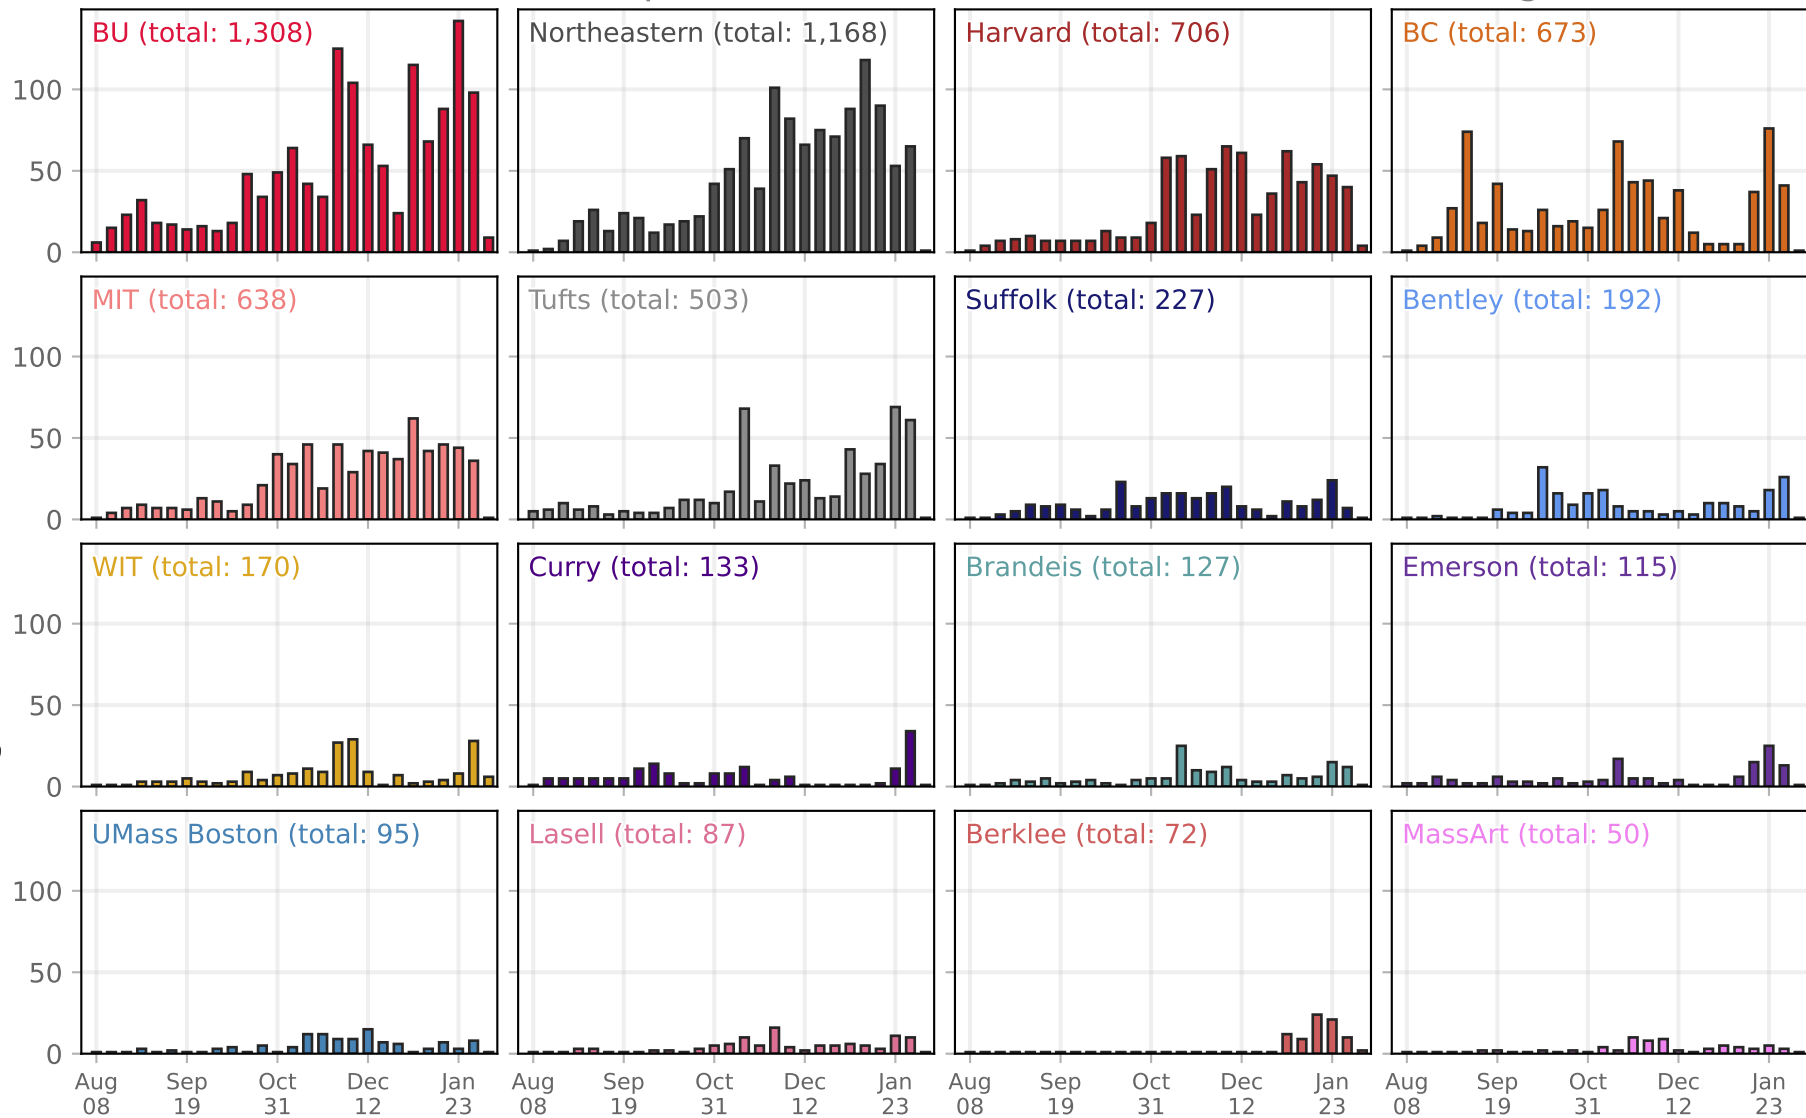 BU (total: 1,308)
Northeastern (total: 1,168)
Harvard (total: 706)
BC (total: 673)
100
50
0
MIT (total: 638)
Tufts (total: 503)
Suffolk (total: 227)
Bentley (total: 192)
100
50
0
WIT (total: 170)
Curry (total: 133)
Brandeis (total: 127)
Emerson (total: 115)
100
50
0
UMass Boston (total: 95)
Lasell (total: 87)
Berklee (total: 72)
MassArt (total: 50)
100
50
0
Aug Sep Oct Dec Jan Aug Sep Oct Dec Jan Aug Sep Oct Dec Jan Aug Sep Oct Dec Jan
08 19 31 12 23 08 19 31 12 23 08 19 31 12 23 08 19 31 12 23